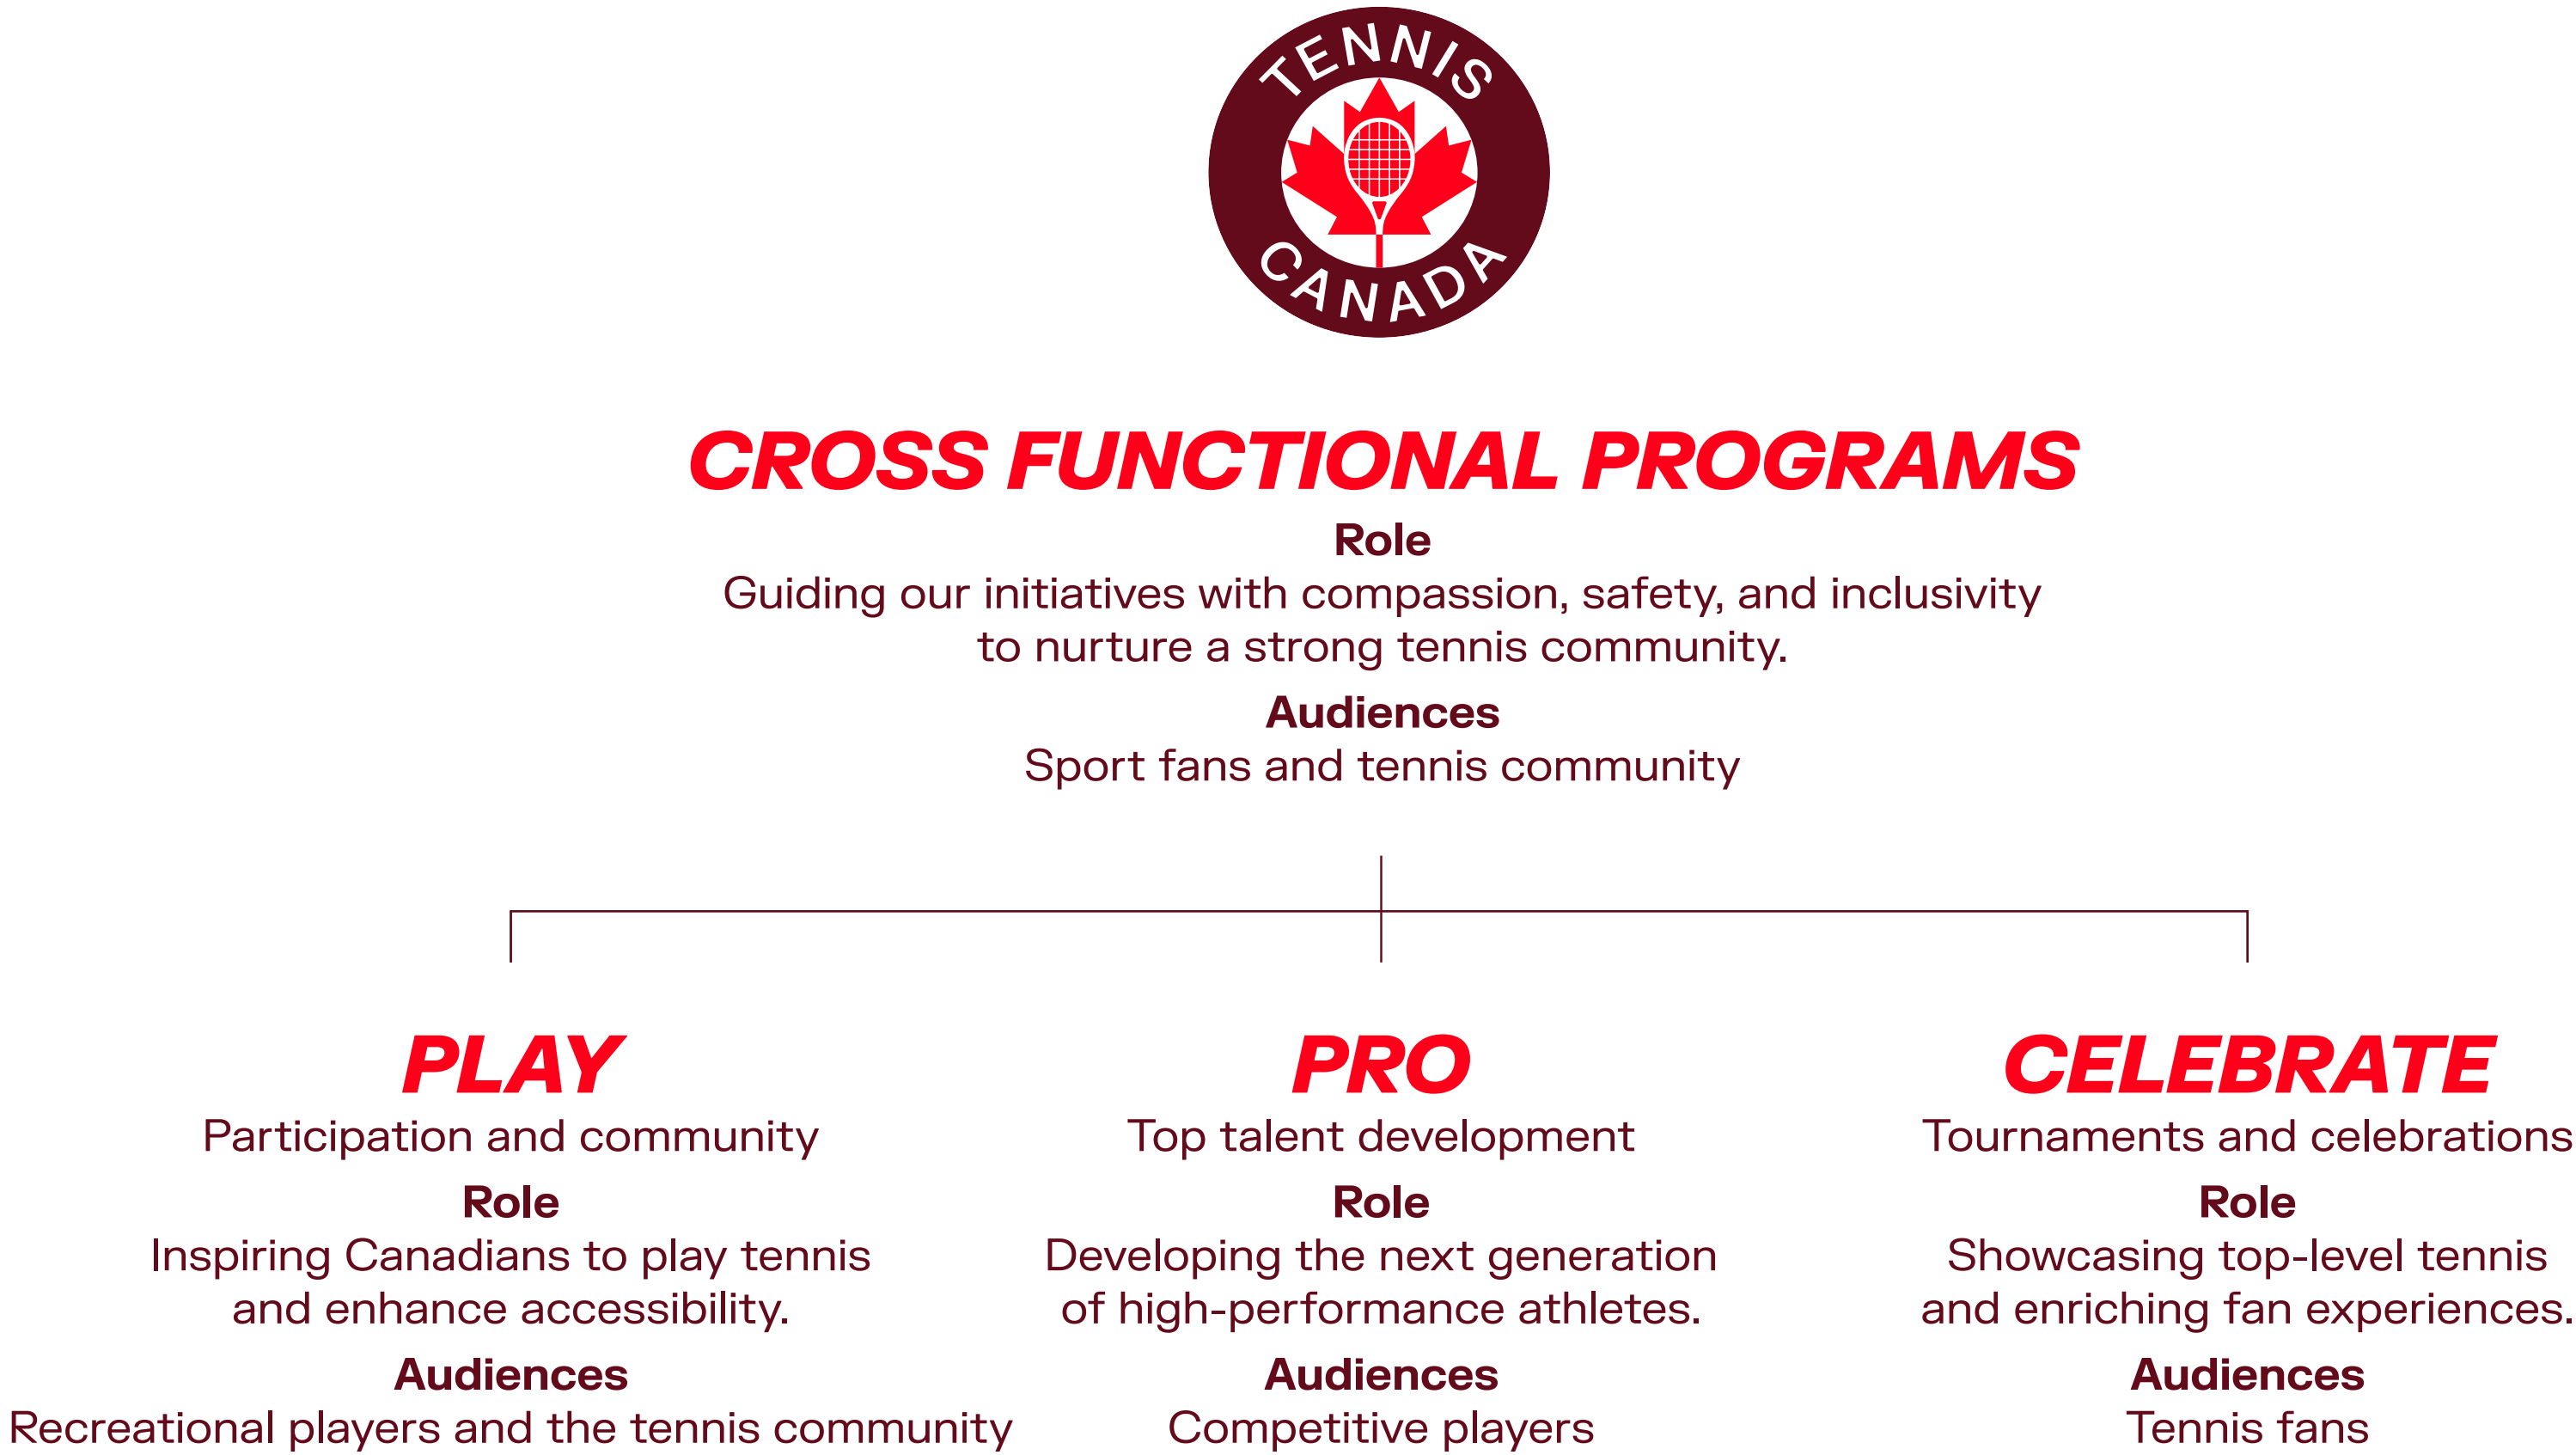 TENNIS
CANADA
CROSS FUNCTIONAL PROGRAMS
Role
Guiding our initiatives with compassion, safety, and inclusivity
to nurture a strong tennis community.
Audiences
Sport fans and tennis community
PLAY
Participation and community
Role
Inspiring Canadians to play tennis
and enhance accessibility.
Audiences
Recreational players and the tennis community
PRO
Top talent development
Role
Developing the next generation
of high-performance athletes.
Audiences
Competitive players
CELEBRATE
Tournaments and celebrations
Role
Showcasing top-level tennis
and enriching fan experiences.
Audiences
Tennis fans